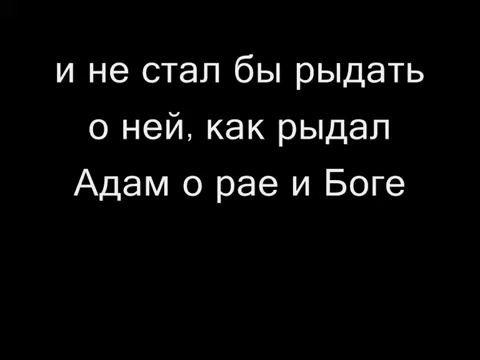 и не стал бы рыдать
о ней, как рыдал
Адам о рае и Боге